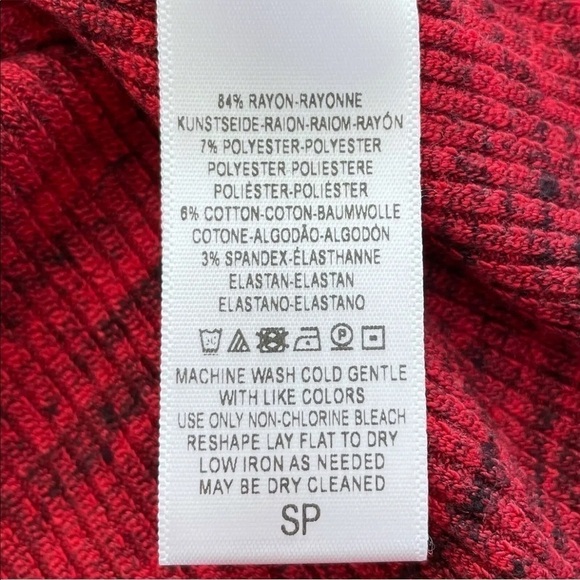 84% RAYON-RAYONNE
KUNSTSEIDE-RAION-RAIOM-RAYÓN
7% POLYESTER-POLYESTER
POLYESTER-POLIESTERE
POLIÈSTER-POLIÉSTER
6% COTTON-COTON-BAUMWOLLE
COTONE-ALGODÃO-ALGODÓN
3% SPANDEX-ÉLASTHANNE
ELASTAN-ELASTAN
ELASTANO-ELASTANO
P
MACHINE WASH COLD GENTLE
WITH LIKE COLORS
USE ONLY NON-CHLORINE BLEACH
RESHAPE LAY FLAT TO DRY
LOW IRON AS NEEDED
MAY BE DRY CLEANED
SP